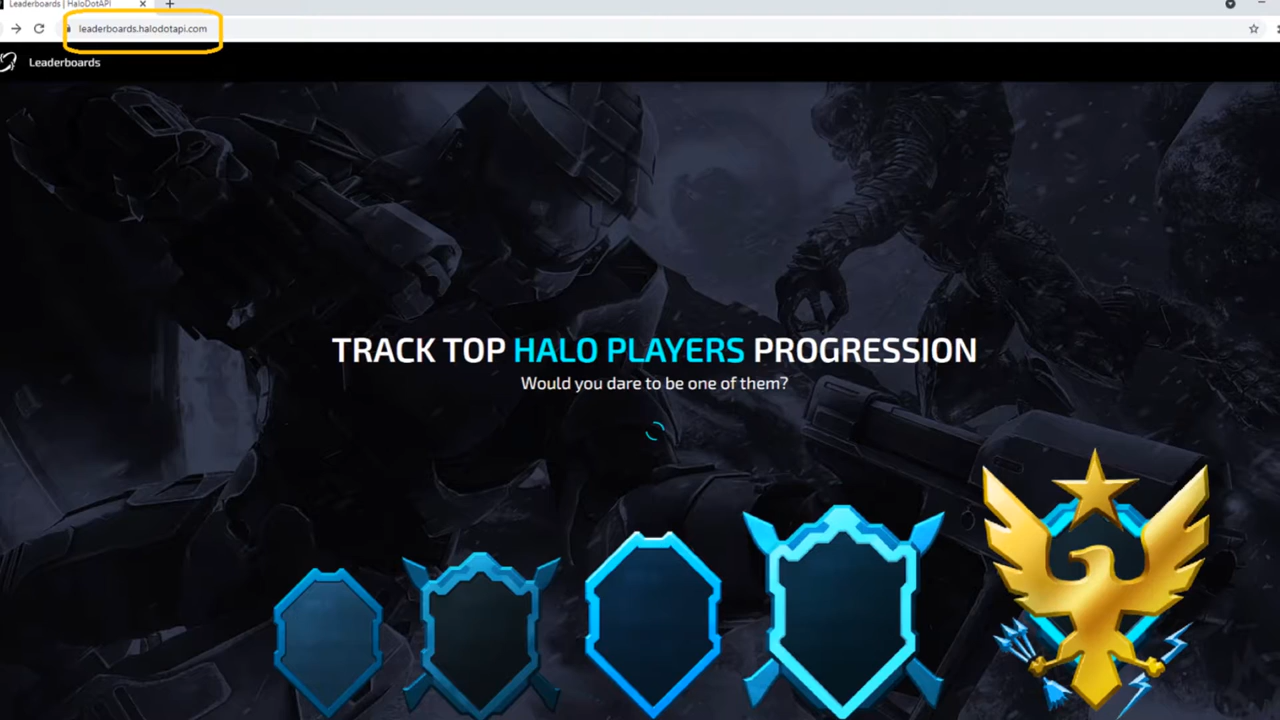 Leaderboards | HaloDotAPI
leaderboards.halodotapi.com
Leaderboards
TRACK TOP HALO PLAYERS PROGRESSION
Would you dare to be one of them?